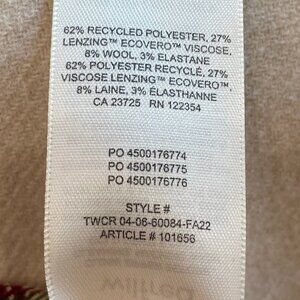 62% RECYCLED POLYESTER, 27%
LENZING™ ECOVERO™ VISCOSE,
8% WOOL, 3% ELASTANE
62% POLYESTER RECYCLÉ, 27%
VISCOSE LENZING™ ECOVERO™,
8% LAINE, 3% ÉLASTHANNE
CA 23725 RN 122354
PO 4500176774
PO 4500176775
PO 4500176776
STYLE #
TWCR 04-06-60084-FA22
ARTICLE # 101656